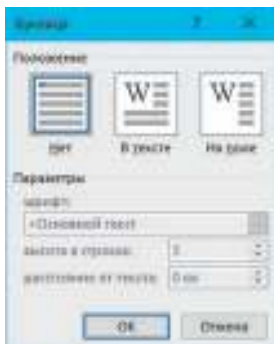 Буквица ? ×
Положение
W W
Нет В тексте На поле
Параметры
шрифт:
+Основной текст
высота в строках: 3
расстояние от текста: 0 см
ОК Отмена